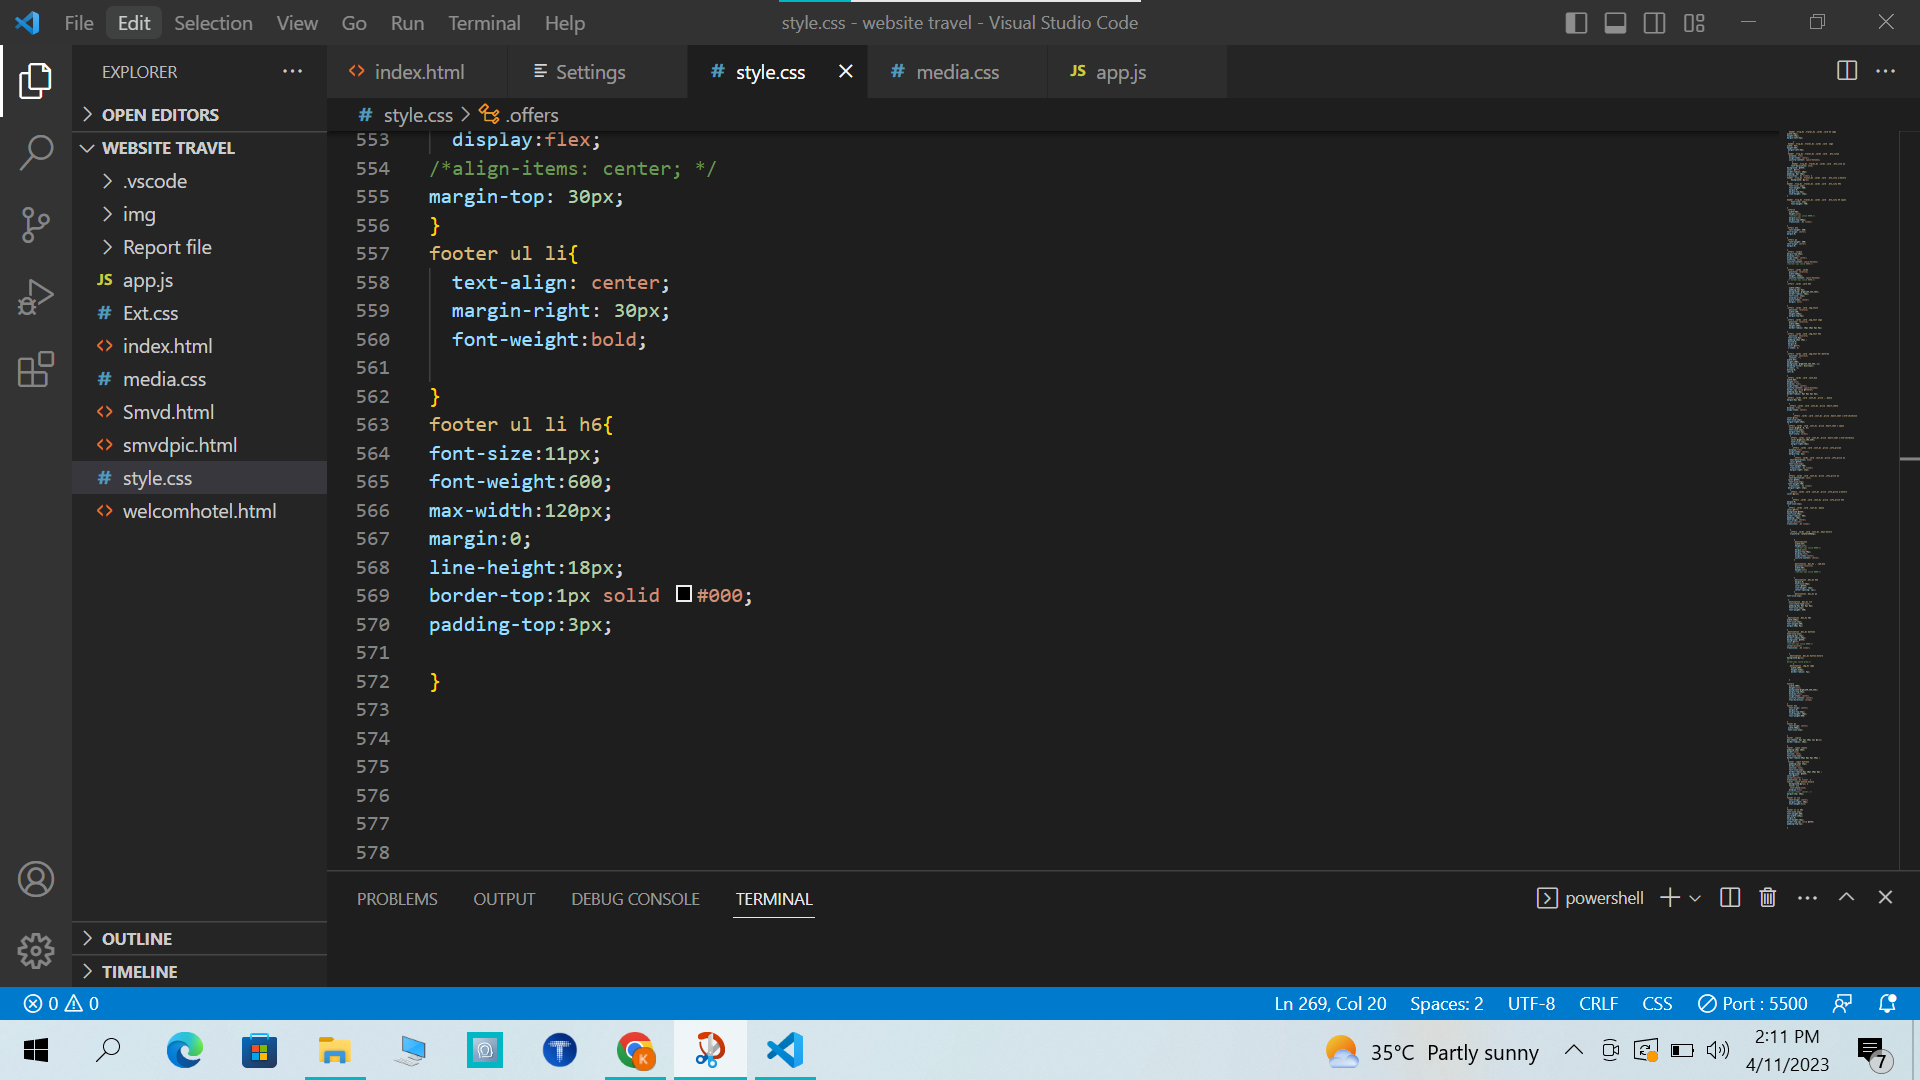 File Edit Selection View Go Run Terminal Help
style.css - website travel - Visual Studio Code
EXPLORER
OPEN EDITORS
WEBSITE TRAVEL
.vscode
img
Report file
JS app.js
# Ext.css
<> index.html
# media.css
<> Smvd.html
<> smvdpic.html
# style.css
<> welcomhotel.html
OUTLINE
TIMELINE
<> index.html
Settings
# style.css
# media.css
JS app.js
# style.css > .offers
553 display:flex;
554 /*align-items: center; */
555 margin-top: 30px;
556 }
557 footer ul li{
558 text-align: center;
559 margin-right: 30px;
560 font-weight:bold;
561
562 }
563 footer ul li h6{
564 font-size:11px;
565 font-weight:600;
566 max-width:120px;
567 margin:0;
568 line-height:18px;
569 border-top:1px solid #000;
570 padding-top:3px;
571
572 }
573
574
575
576
577
578
PROBLEMS OUTPUT DEBUG CONSOLE TERMINAL
powershell
0 0
Ln 269, Col 20 Spaces: 2 UTF-8 CRLF CSS Port : 5500
35°C Partly sunny
2:11 PM
4/11/2023
7